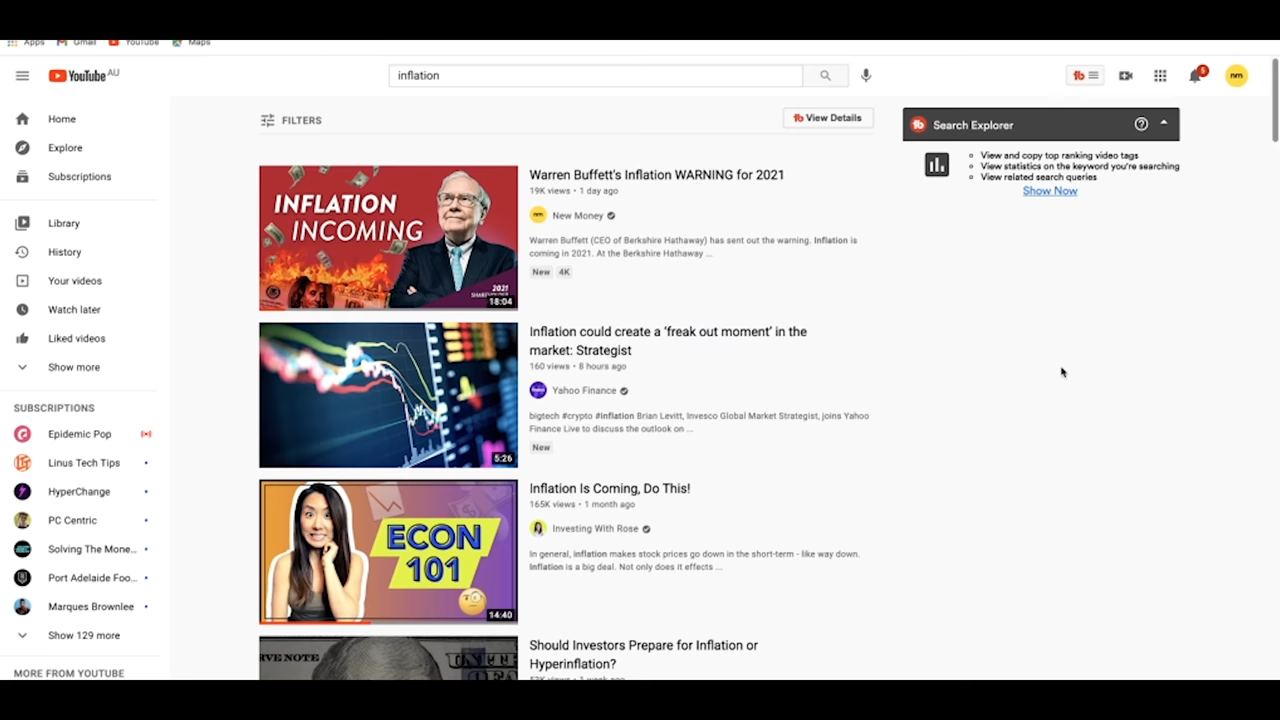 Apps Gmail YouTube Maps
YouTube AU
inflation
nm
Home
Explore
Subscriptions
Library
History
Your videos
Watch later
Liked videos
Show more
SUBSCRIPTIONS
Epidemic Pop
Linus Tech Tips
HyperChange
PC Centric
Solving The Mone...
Port Adelaide Foo...
Marques Brownlee
Show 129 more
MORE FROM YOUTUBE
FILTERS
View Details
INFLATION
INCOMING
2021
18:04
Warren Buffett's Inflation WARNING for 2021
19K views • 1 day ago
nm New Money
Warren Buffett (CEO of Berkshire Hathaway) has sent out the warning. Inflation is
coming in 2021. At the Berkshire Hathaway ...
New 4K
5:26
Inflation could create a ‘freak out moment’ in the
market: Strategist
160 views • 8 hours ago
Yahoo Finance
bigtech #crypto #inflation Brian Levitt, Invesco Global Market Strategist, joins Yahoo
Finance Live to discuss the outlook on ...
New
ECON
101
14:40
Inflation Is Coming, Do This!
165K views • 1 month ago
Investing With Rose
In general, inflation makes stock prices go down in the short-term - like way down.
Inflation is a big deal. Not only does it effects ...
RVE NOTE
Should Investors Prepare for Inflation or
Hyperinflation?
Search Explorer
View and copy top ranking video tags
View statistics on the keyword you're searching
View related search queries
Show Now